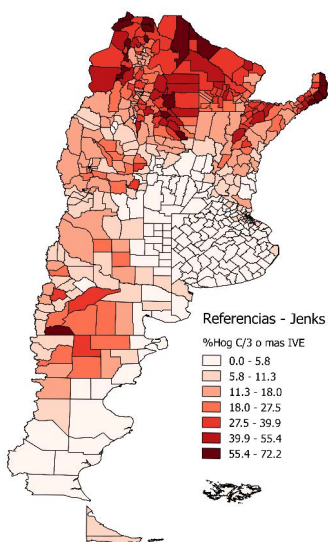 Referencias - Jenks
%Hog C/3 o mas IVE
0.0 - 5.8
5.8 - 11.3
11.3 - 18.0
18.0 - 27.5
27.5 - 39.9
39.9 - 55.4
55.4 - 72.2